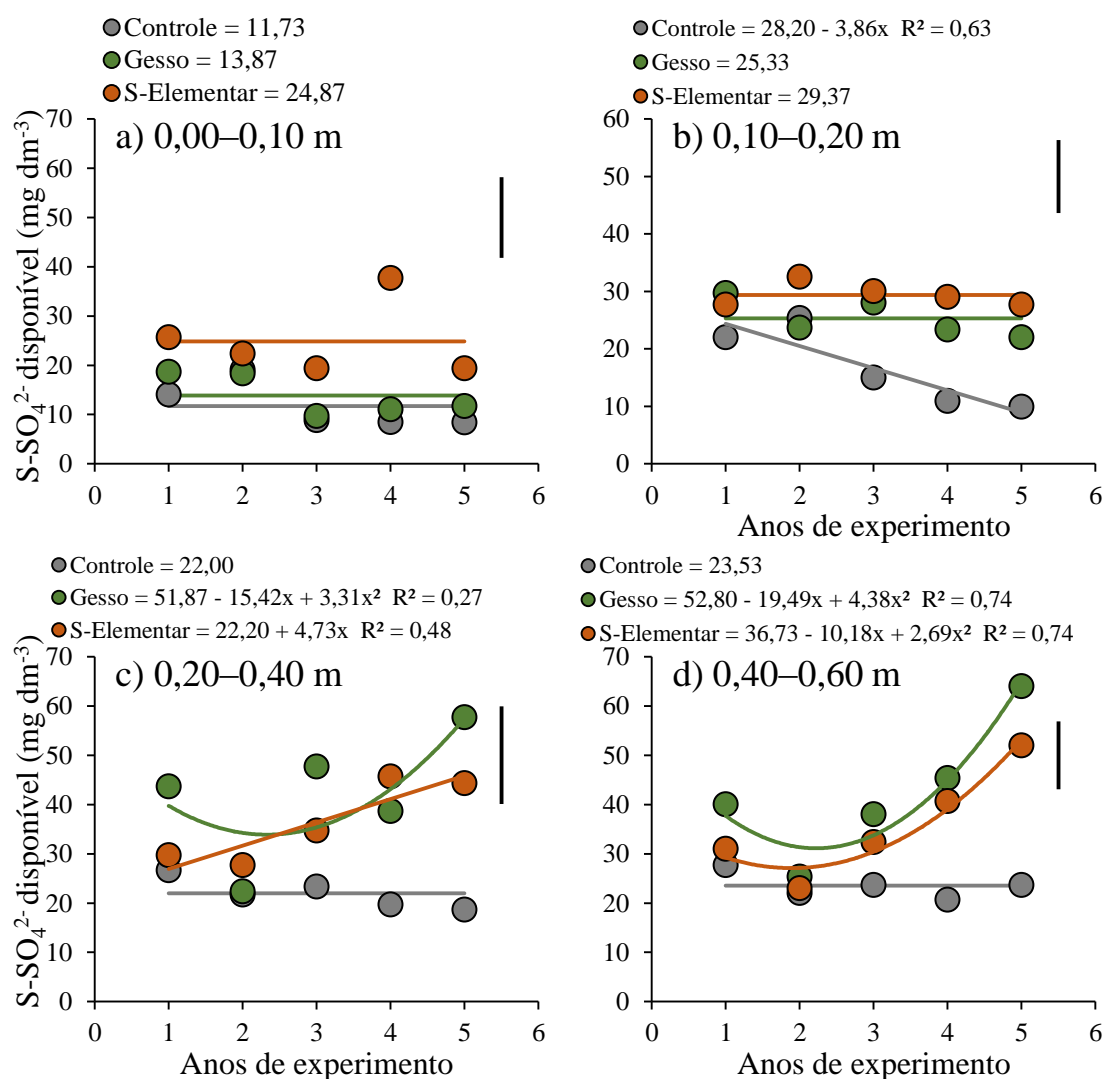 Controle = 11,73
Gesso = 13,87
S-Elementar = 24,87
a) 0,00–0,10 m
S-SO₄²⁻ disponível (mg dm⁻³)
70
60
50
40
30
20
10
0
0 1 2 3 4 5 6
Controle = 28,20 - 3,86x R² = 0,63
Gesso = 25,33
S-Elementar = 29,37
b) 0,10–0,20 m
60
50
40
30
20
10
0
0 1 2 3 4 5 6
Anos de experimento
Controle = 22,00
Gesso = 51,87 - 15,42x + 3,31x² R² = 0,27
S-Elementar = 22,20 + 4,73x R² = 0,48
c) 0,20–0,40 m
S-SO₄²⁻ disponível (mg dm⁻³)
70
60
50
40
30
20
10
0
0 1 2 3 4 5 6
Anos de experimento
Controle = 23,53
Gesso = 52,80 - 19,49x + 4,38x² R² = 0,74
S-Elementar = 36,73 - 10,18x + 2,69x² R² = 0,74
d) 0,40–0,60 m
70
60
50
40
30
20
10
0
0 1 2 3 4 5 6
Anos de experimento